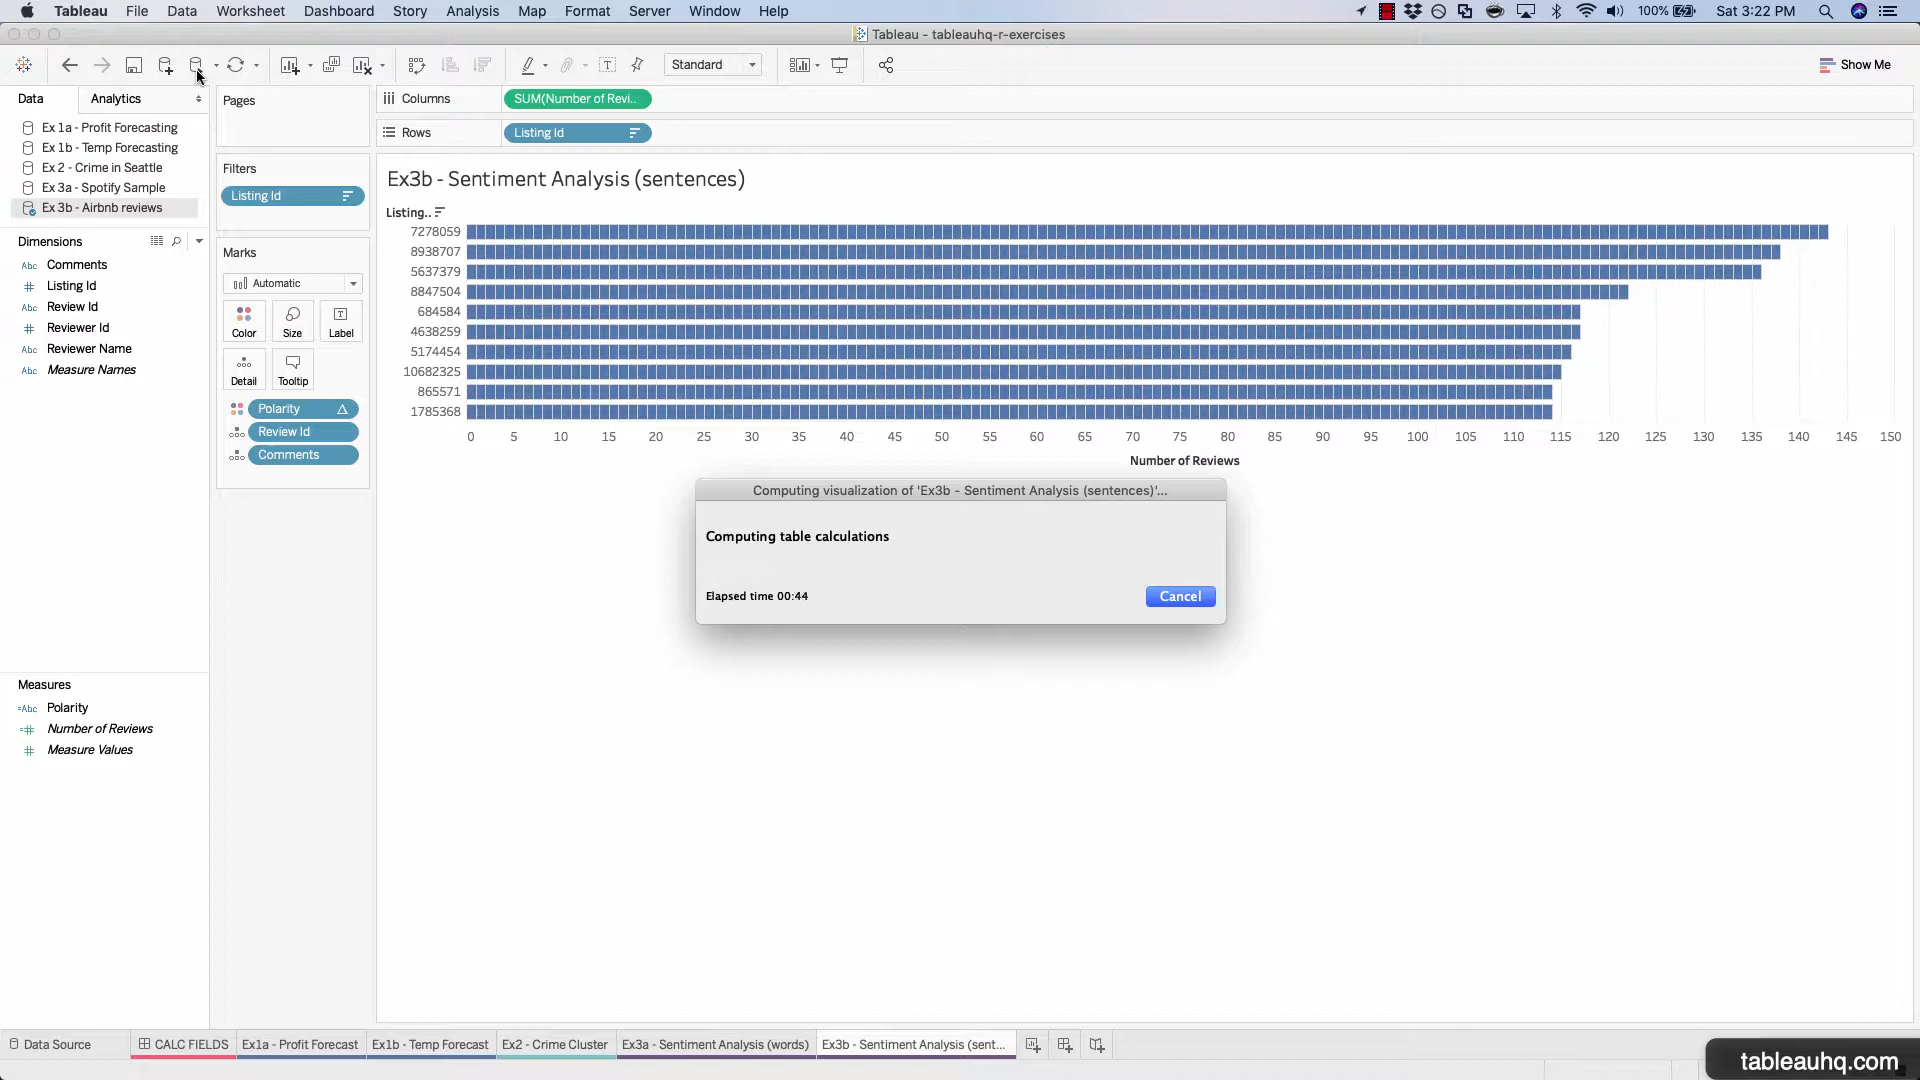 Tableau File Data Worksheet Dashboard Story Analysis Map Format Server Window Help 100% Sat 3:22 PM
Tableau - tableauhq-r-exercises
Standard Show Me
Data Analytics
Ex 1a - Profit Forecasting
Ex 1b - Temp Forecasting
Ex 2 - Crime in Seattle
Ex 3a - Spotify Sample
Ex 3b - Airbnb reviews
Dimensions
Abc Comments
# Listing Id
Abc Review Id
# Reviewer Id
Abc Reviewer Name
Abc Measure Names
Measures
=Abc Polarity
=# Number of Reviews
# Measure Values
Pages
Filters
Listing Id
Marks
Automatic
Color Size Label
Detail Tooltip
Polarity
Review Id
Comments
Columns SUM(Number of Revi..
Rows Listing Id
Ex3b - Sentiment Analysis (sentences)
Listing..
7278059
8938707
5637379
8847504
684584
4638259
5174454
10682325
865571
1785368
0 5 10 15 20 25 30 35 40 45 50 55 60 65 70 75 80 85 90 95 100 105 110 115 120 125 130 135 140 145 150
Number of Reviews
Computing visualization of 'Ex3b - Sentiment Analysis (sentences)'...
Computing table calculations
Elapsed time 00:44 Cancel
Data Source CALC FIELDS Ex1a - Profit Forecast Ex1b - Temp Forecast Ex2 - Crime Cluster Ex3a - Sentiment Analysis (words) Ex3b - Sentiment Analysis (sent...
tableauhq.com